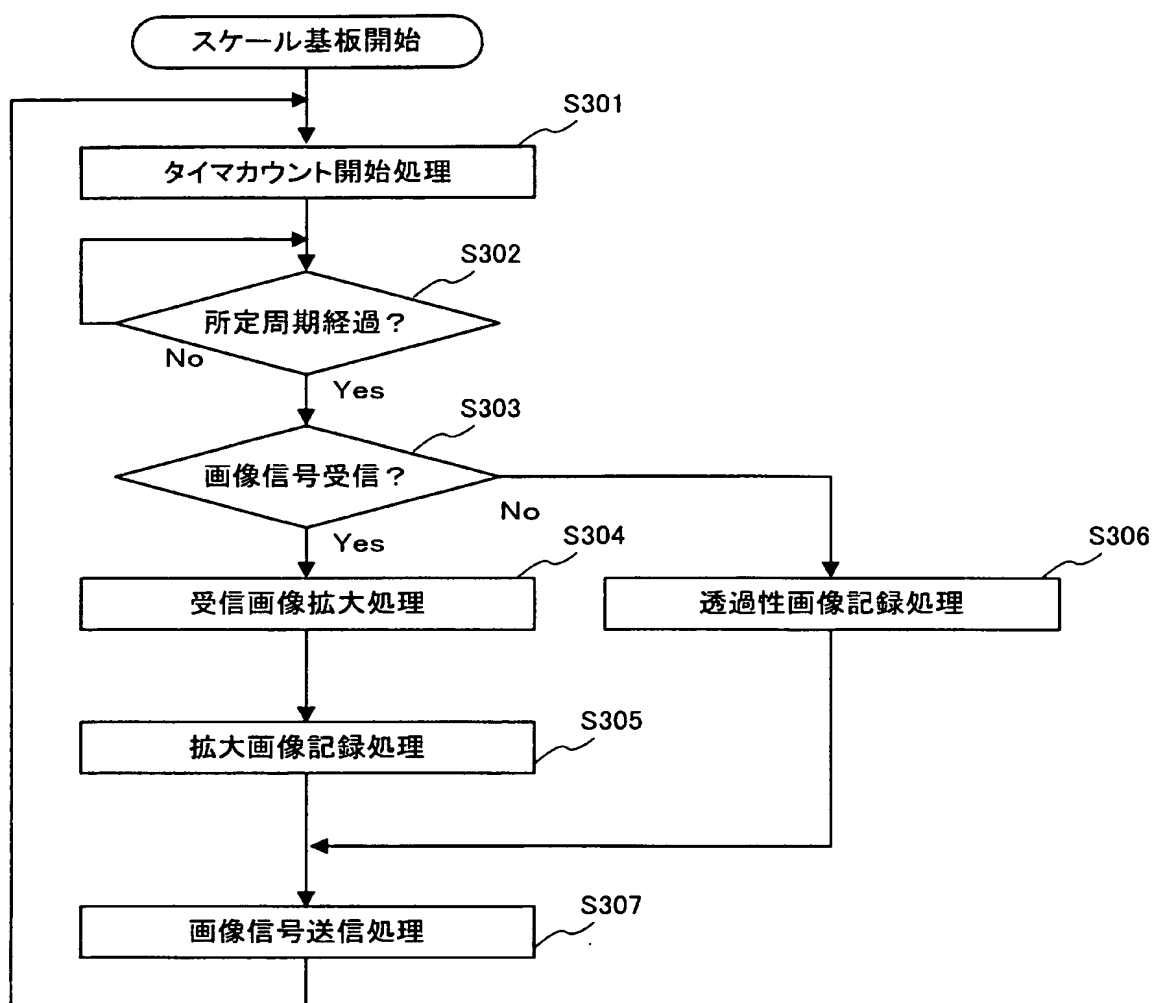 スケール基板開始
S301
タイマカウント開始処理
S302
所定周期経過？
No
Yes
S303
画像信号受信？
No
Yes
S304
受信画像拡大処理
S306
透過性画像記録処理
S305
拡大画像記録処理
S307
画像信号送信処理